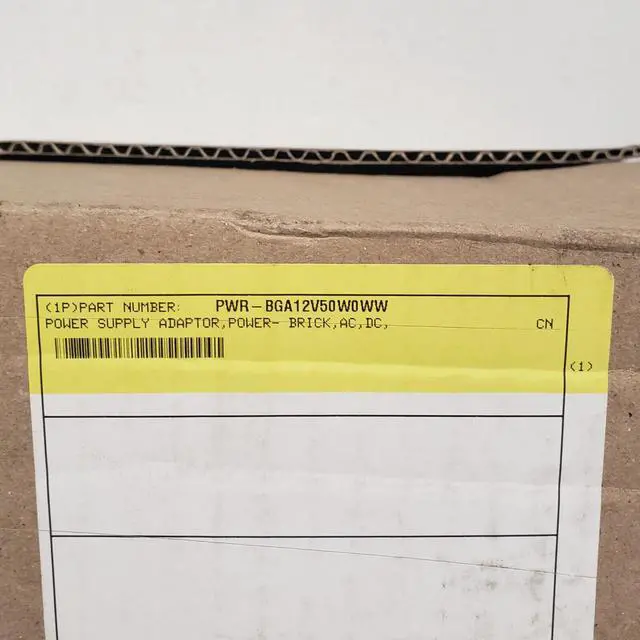 (1P)PART NUMBER: PWR-BGA12V50W0WW
POWER SUPPLY ADAPTOR,POWER- BRICK,AC,DC, CN
(1)